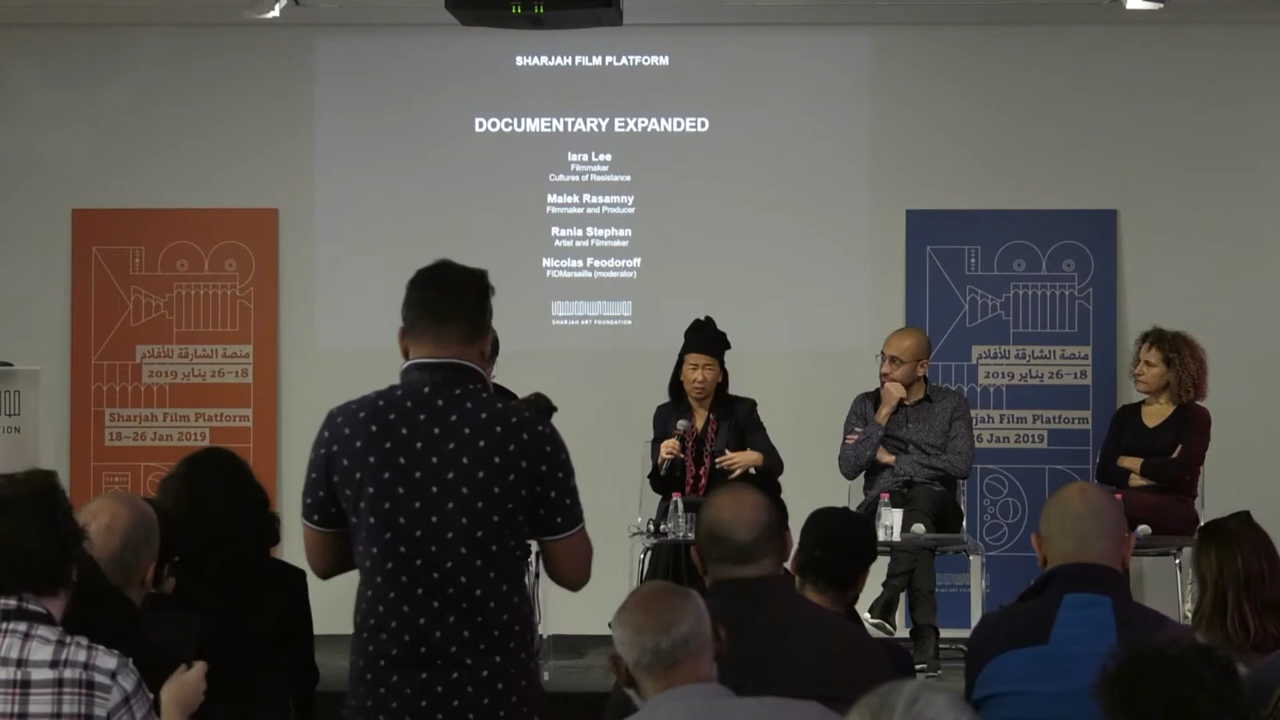 SHARJAH FILM PLATFORM
DOCUMENTARY EXPANDED
Iara Lee
Filmmaker
Cultures of Resistance
Malek Rasamny
Filmmaker and Producer
Rania Stephan
Artist and Filmmaker
Nicolas Feodoroff
FIDMarseille (moderator)
SHARJAH ART FOUNDATION
منصة الشارقة للأفلام
18–26 يناير 2019
Sharjah Film Platform
18–26 Jan 2019
منصة الشارقة للأفلام
18–26 يناير 2019
jah Film Platform
6 Jan 2019
TION